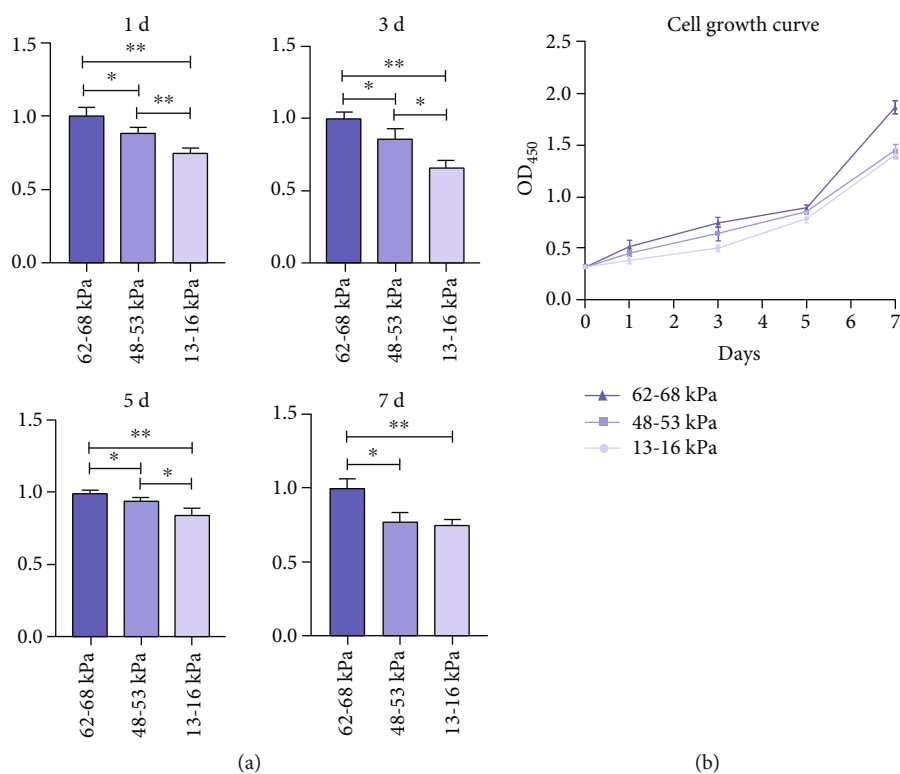 1 d
1.5
1.0
0.5
0.0
**
*
**
62-68 kPa
48-53 kPa
13-16 kPa
3 d
1.5
1.0
0.5
0.0
**
*
*
62-68 kPa
48-53 kPa
13-16 kPa
5 d
1.5
1.0
0.5
0.0
**
*
*
62-68 kPa
48-53 kPa
13-16 kPa
7 d
1.5
1.0
0.5
0.0
**
*
62-68 kPa
48-53 kPa
13-16 kPa
(a)
Cell growth curve
OD450
2.5
2.0
1.5
1.0
0.5
0.0
0 1 2 3 4 5 6 7
Days
62-68 kPa
48-53 kPa
13-16 kPa
(b)